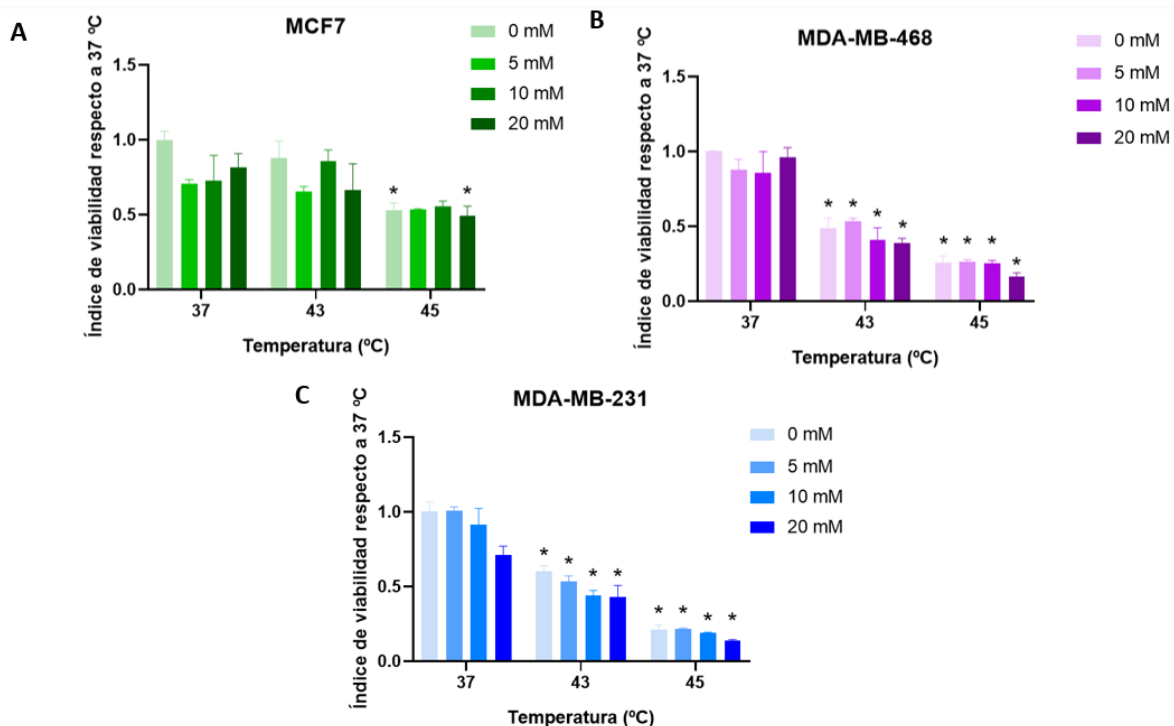 A
MCF7
0 mM
5 mM
10 mM
20 mM
Índice de viabilidad respecto a 37 ºC
1.5
1.0
0.5
0.0
* *
37 43 45
Temperatura (ºC)
B
MDA-MB-468
0 mM
5 mM
10 mM
20 mM
Índice de viabilidad respecto a 37 ºC
1.5
1.0
0.5
0.0
* * * * * * * *
37 43 45
Temperatura (ºC)
C
MDA-MB-231
0 mM
5 mM
10 mM
20 mM
Índice de viabilidad respecto a 37 ºC
1.5
1.0
0.5
0.0
* * * * * * * *
37 43 45
Temperatura (ºC)